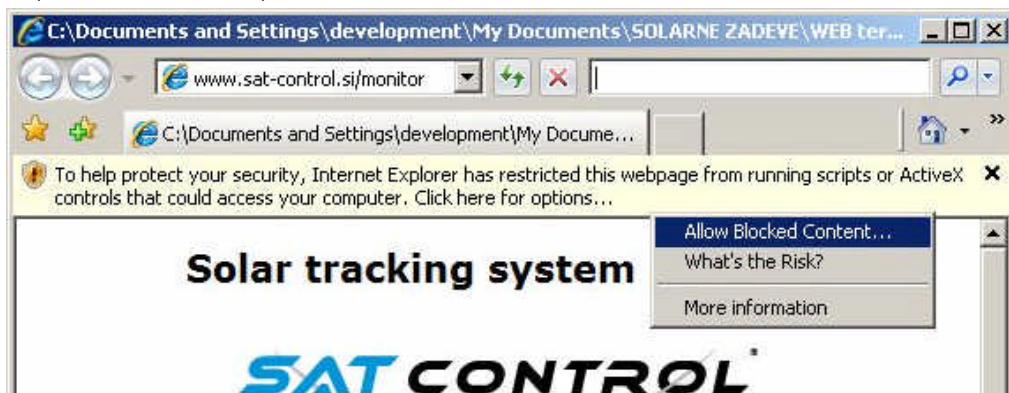 C:\Documents and Settings\development\My Documents\SOLARNE ZADEVE\WEB ter...
www.sat-control.si/monitor
C:\Documents and Settings\development\My Docume...
To help protect your security, Internet Explorer has restricted this webpage from running scripts or ActiveX
controls that could access your computer. Click here for options...
Allow Blocked Content...
What's the Risk?
More information
Solar tracking system
SAT CONTROL